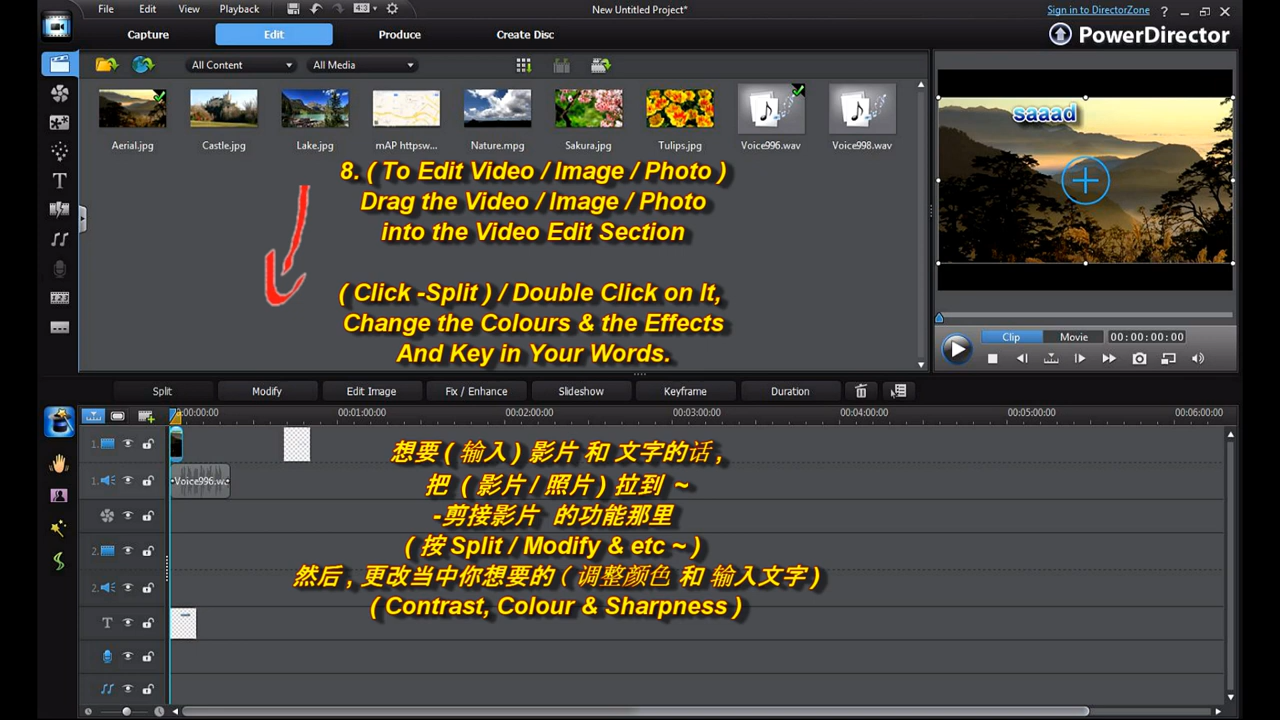 File Edit View Playback
New Untitled Project*
Sign in to DirectorZone ?
Capture Edit Produce Create Disc
PowerDirector
All Content All Media
saaad
Aerial.jpg Castle.jpg Lake.jpg mAP httpsw... Nature.mpg Sakura.jpg Tulips.jpg Voice996.wav Voice998.wav
8. ( To Edit Video / Image / Photo )
Drag the Video / Image / Photo
into the Video Edit Section
( Click -Split ) / Double Click on It,
Change the Colours & the Effects
And Key in Your Words.
Clip Movie 00:00:00:00
Split Modify Edit Image Fix / Enhance Slideshow Keyframe Duration
00:00:00 00:01:00:00 00:02:00:00 00:03:00:00 00:04:00:00 00:05:00:00 00:06:00:00
1.
想要 ( 输入 ) 影片 和 文字的话 ,
1. Voice996.w
把 ( 影片 / 照片 ) 拉到 ~
-剪接影片 的功能那里
2.
( 按 Split / Modify & etc ~ )
2.
然后 , 更改当中你想要的 ( 调整颜色 和 输入文字 )
( Contrast, Colour & Sharpness )
T